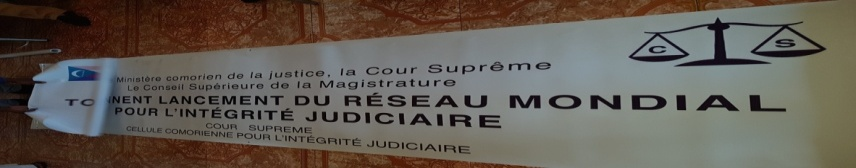 C S
Ministère comorien de la justice, la Cour Suprême
Le Conseil Supérieure de la Magistrature
LANCEMENT DU RÉSEAU MONDIAL
POUR L'INTÉGRITÉ JUDICIAIRE
COUR SUPREME
CELLULE COMORIENNE POUR L'INTÉGRITÉ JUDICIAIRE